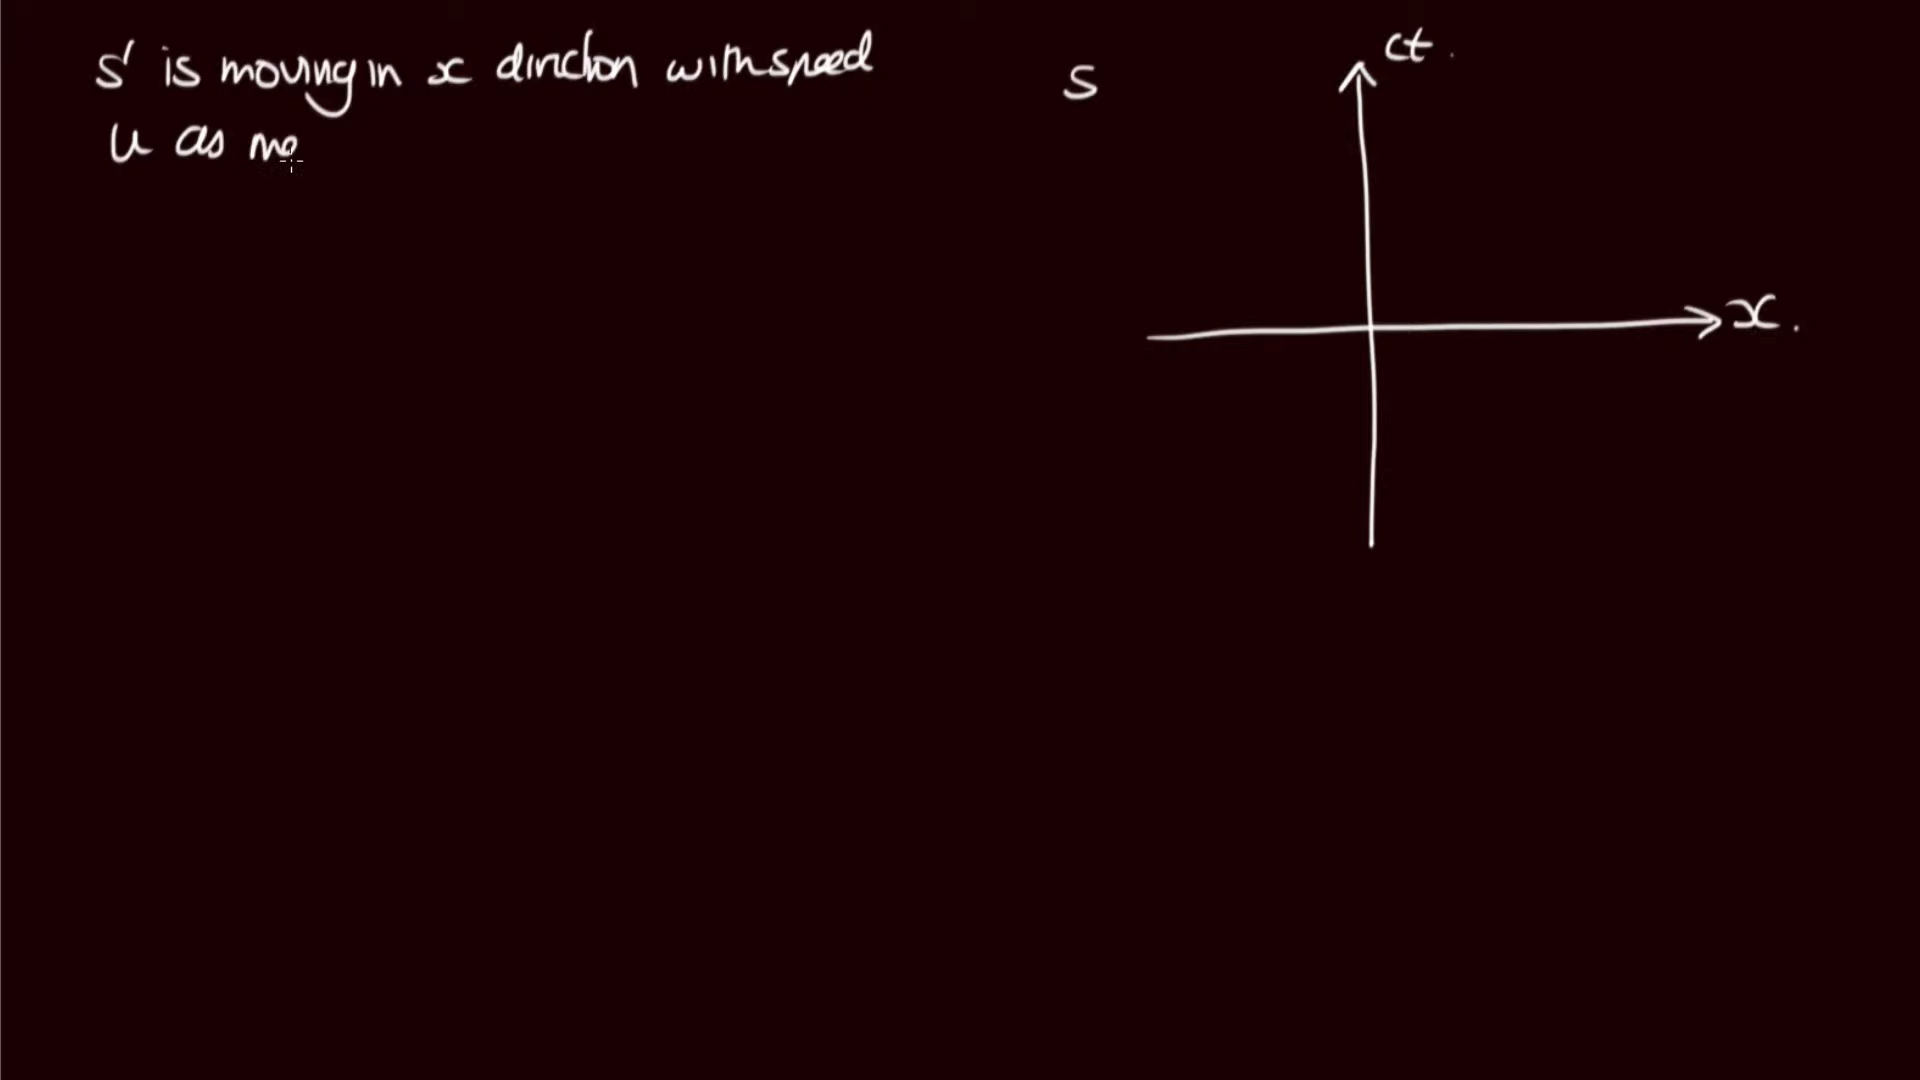 s' is moving in x direction with speed
u as me
S
ct.
x.